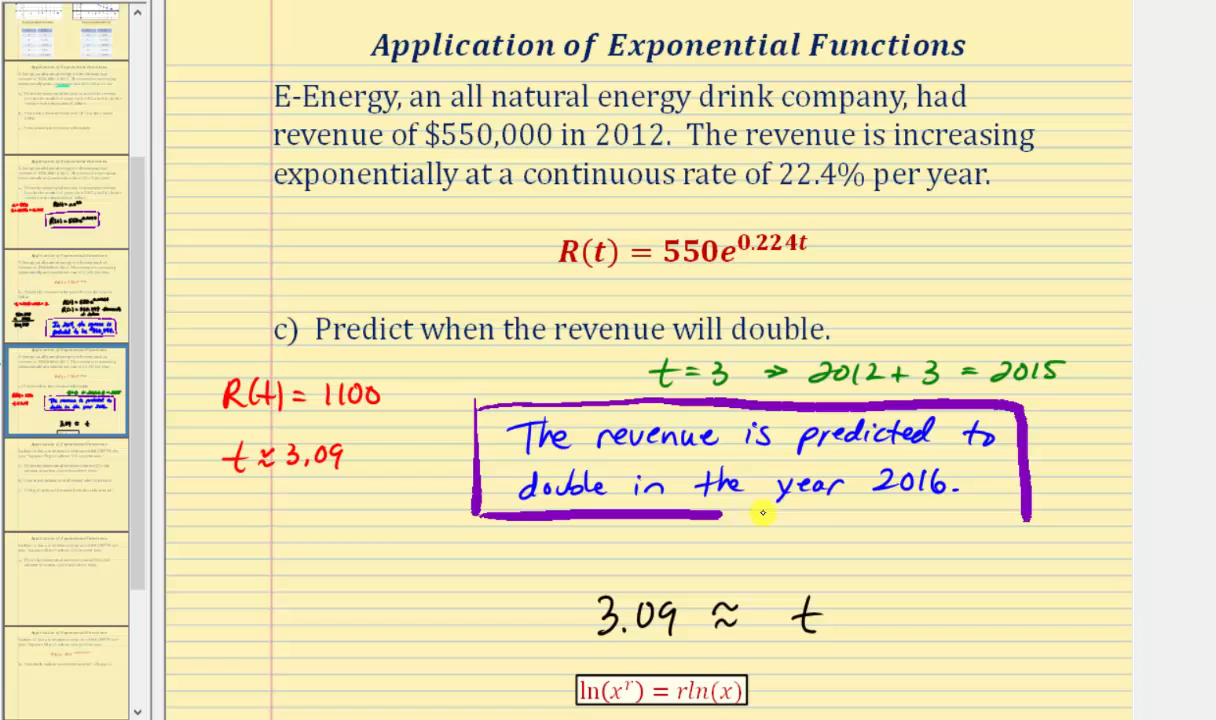 Application of Exponential Functions
E-Energy, an all natural energy drink company, had
revenue of $550,000 in 2012. The revenue is increasing
exponentially at a continuous rate of 22.4% per year.
R(t) = 550e^{0.224t}
c) Predict when the revenue will double.
t = 3 ⇒ 2012 + 3 = 2015
R(t) = 1100
The revenue is predicted to
t ≈ 3.09
double in the year 2016.
3.09 ≈ t
ln(xʳ) = rln(x)